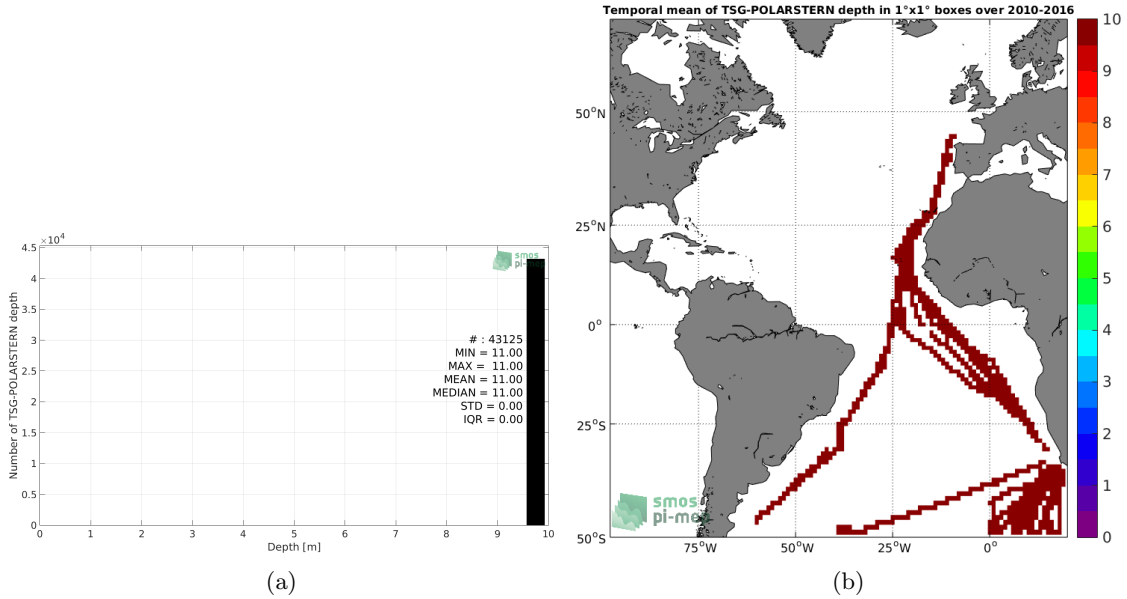 Temporal mean of TSG-POLARSTERN depth in 1°x1° boxes over 2010-2016
×10⁴
4.5
4
3.5
3
2.5
2
1.5
1
0.5
0
Number of TSG-POLARSTERN depth
smos
pi-mep
# : 43125
MIN = 11.00
MAX = 11.00
MEAN = 11.00
MEDIAN = 11.00
STD = 0.00
IQR = 0.00
0 1 2 3 4 5 6 7 8 9 10
Depth [m]
(a)
50°N
25°N
0°
25°S
50°S
75°W 50°W 25°W 0°
smos
pi-mep
10
9
8
7
6
5
4
3
2
1
0
(b)